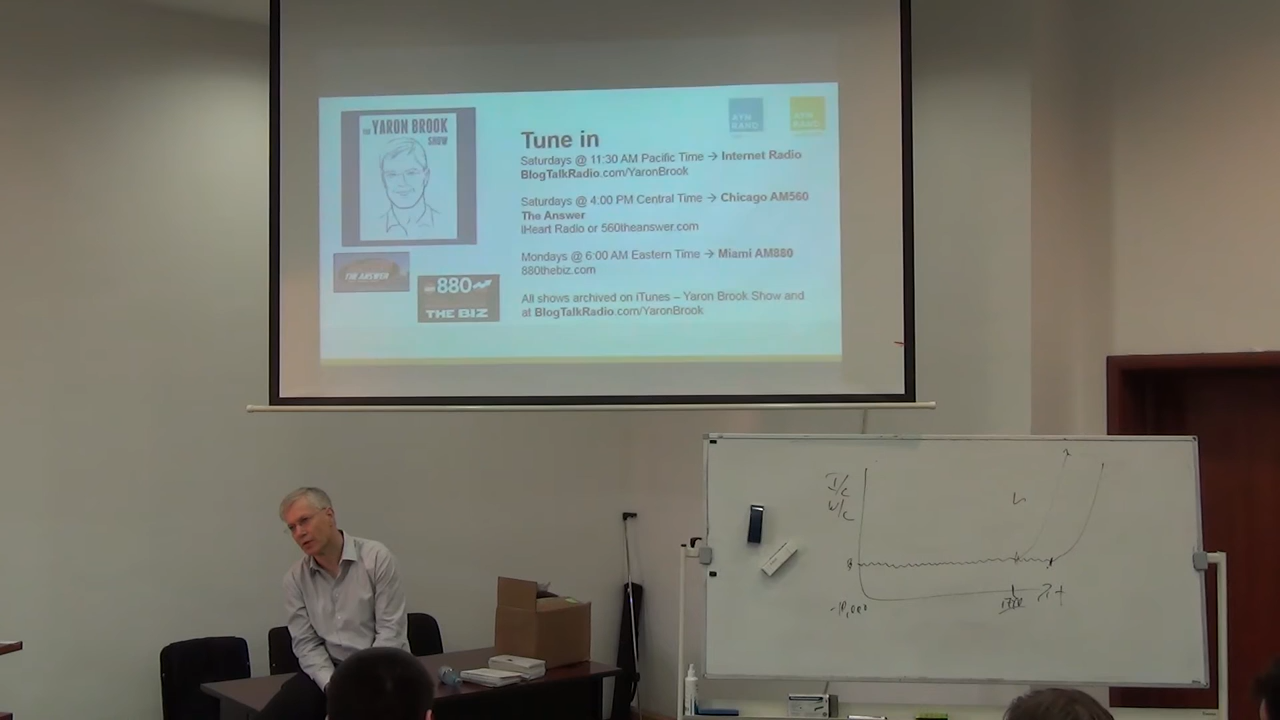 THE YARON BROOK
SHOW
AYN
RAND
AYN
RAND
Tune in
Saturdays @ 11:30 AM Pacific Time → Internet Radio
BlogTalkRadio.com/YaronBrook
Saturdays @ 4:00 PM Central Time → Chicago AM560
The Answer
iHeart Radio or 560theanswer.com
Mondays @ 6:00 AM Eastern Time → Miami AM880
880thebiz.com
All shows archived on iTunes – Yaron Brook Show and
at BlogTalkRadio.com/YaronBrook
THE ANSWER
880
THE BIZ
I/C
W/C
-10,000
t